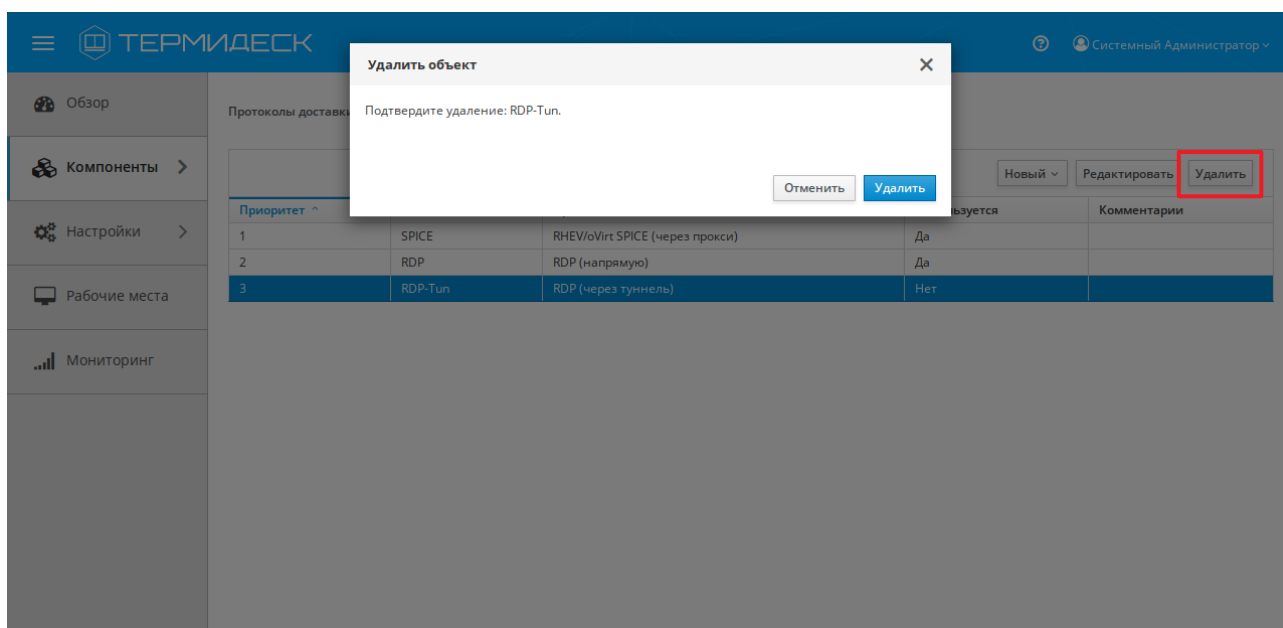 ТЕРМИДЕСК
Системный Администратор
Удалить объект
Подтвердите удаление: RDP-Tun.
Отменить Удалить
Обзор
Компоненты
Настройки
Рабочие места
Мониторинг
Протоколы доставки
Новый Редактировать Удалить
Приоритет Комментарии
1 SPICE RHEV/oVirt SPICE (через прокси) Да
2 RDP RDP (напрямую) Да
3 RDP-Tun RDP (через туннель) Нет